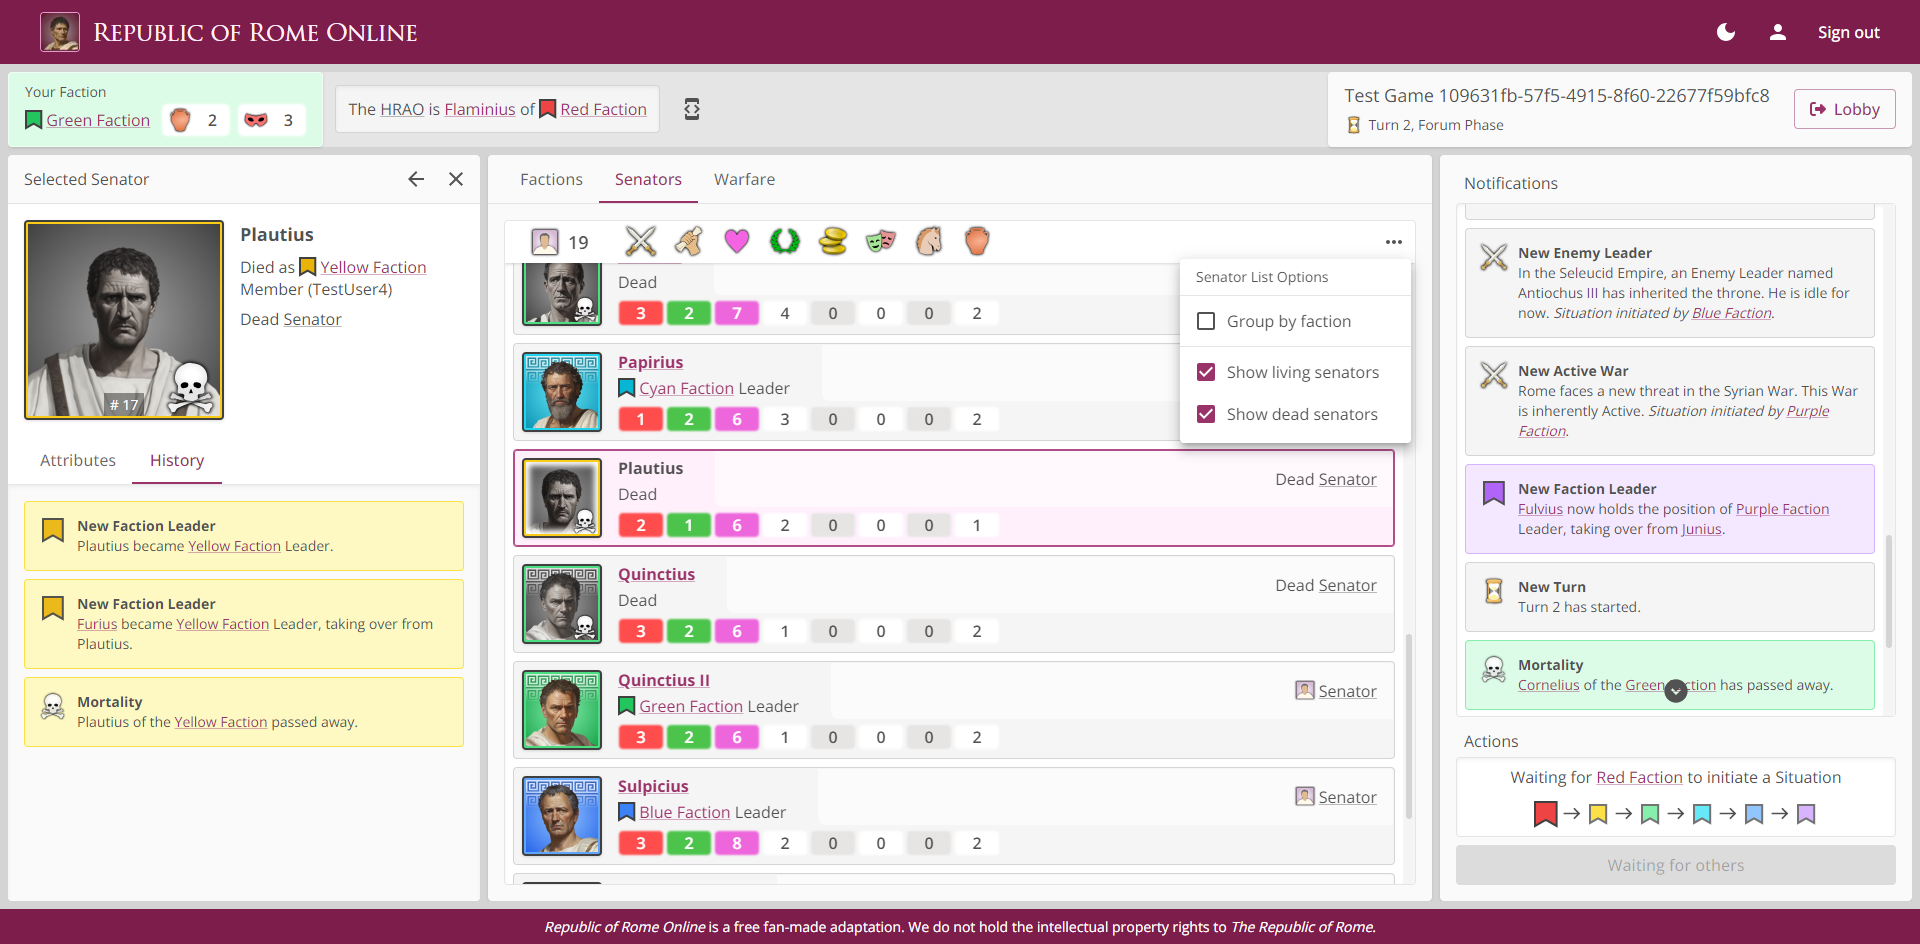 Republic of Rome Online
Sign out
Your Faction
Green Faction 2 3
The HRAO is Flaminius of Red Faction
Test Game 109631fb-57f5-4915-8f60-22677f59bfc8
Turn 2, Forum Phase
Lobby
Selected Senator
# 17
Plautius
Died as Yellow Faction
Member (TestUser4)
Dead Senator
Attributes History
New Faction Leader
Plautius became Yellow Faction Leader.
New Faction Leader
Furius became Yellow Faction Leader, taking over from
Plautius.
Mortality
Plautius of the Yellow Faction passed away.
Factions Senators Warfare
19
Senator List Options
Group by faction
Show living senators
Show dead senators
Dead
3 2 7 4 0 0 0 2
Papirius
Cyan Faction Leader
1 2 6 3 0 0 0 2
Plautius
Dead
Dead Senator
2 1 6 2 0 0 0 1
Quinctius
Dead
Dead Senator
3 2 6 1 0 0 0 2
Quinctius II
Green Faction Leader
Senator
3 2 6 1 0 0 0 2
Sulpicius
Blue Faction Leader
Senator
3 2 8 2 0 0 0 2
Notifications
New Enemy Leader
In the Seleucid Empire, an Enemy Leader named
Antiochus III has inherited the throne. He is idle for
now. Situation initiated by Blue Faction.
New Active War
Rome faces a new threat in the Syrian War. This War
is inherently Active. Situation initiated by Purple
Faction.
New Faction Leader
Fulvius now holds the position of Purple Faction
Leader, taking over from Junius.
New Turn
Turn 2 has started.
Mortality
Cornelius of the Green Faction has passed away.
Actions
Waiting for Red Faction to initiate a Situation
Waiting for others
Republic of Rome Online is a free fan-made adaptation. We do not hold the intellectual property rights to The Republic of Rome.